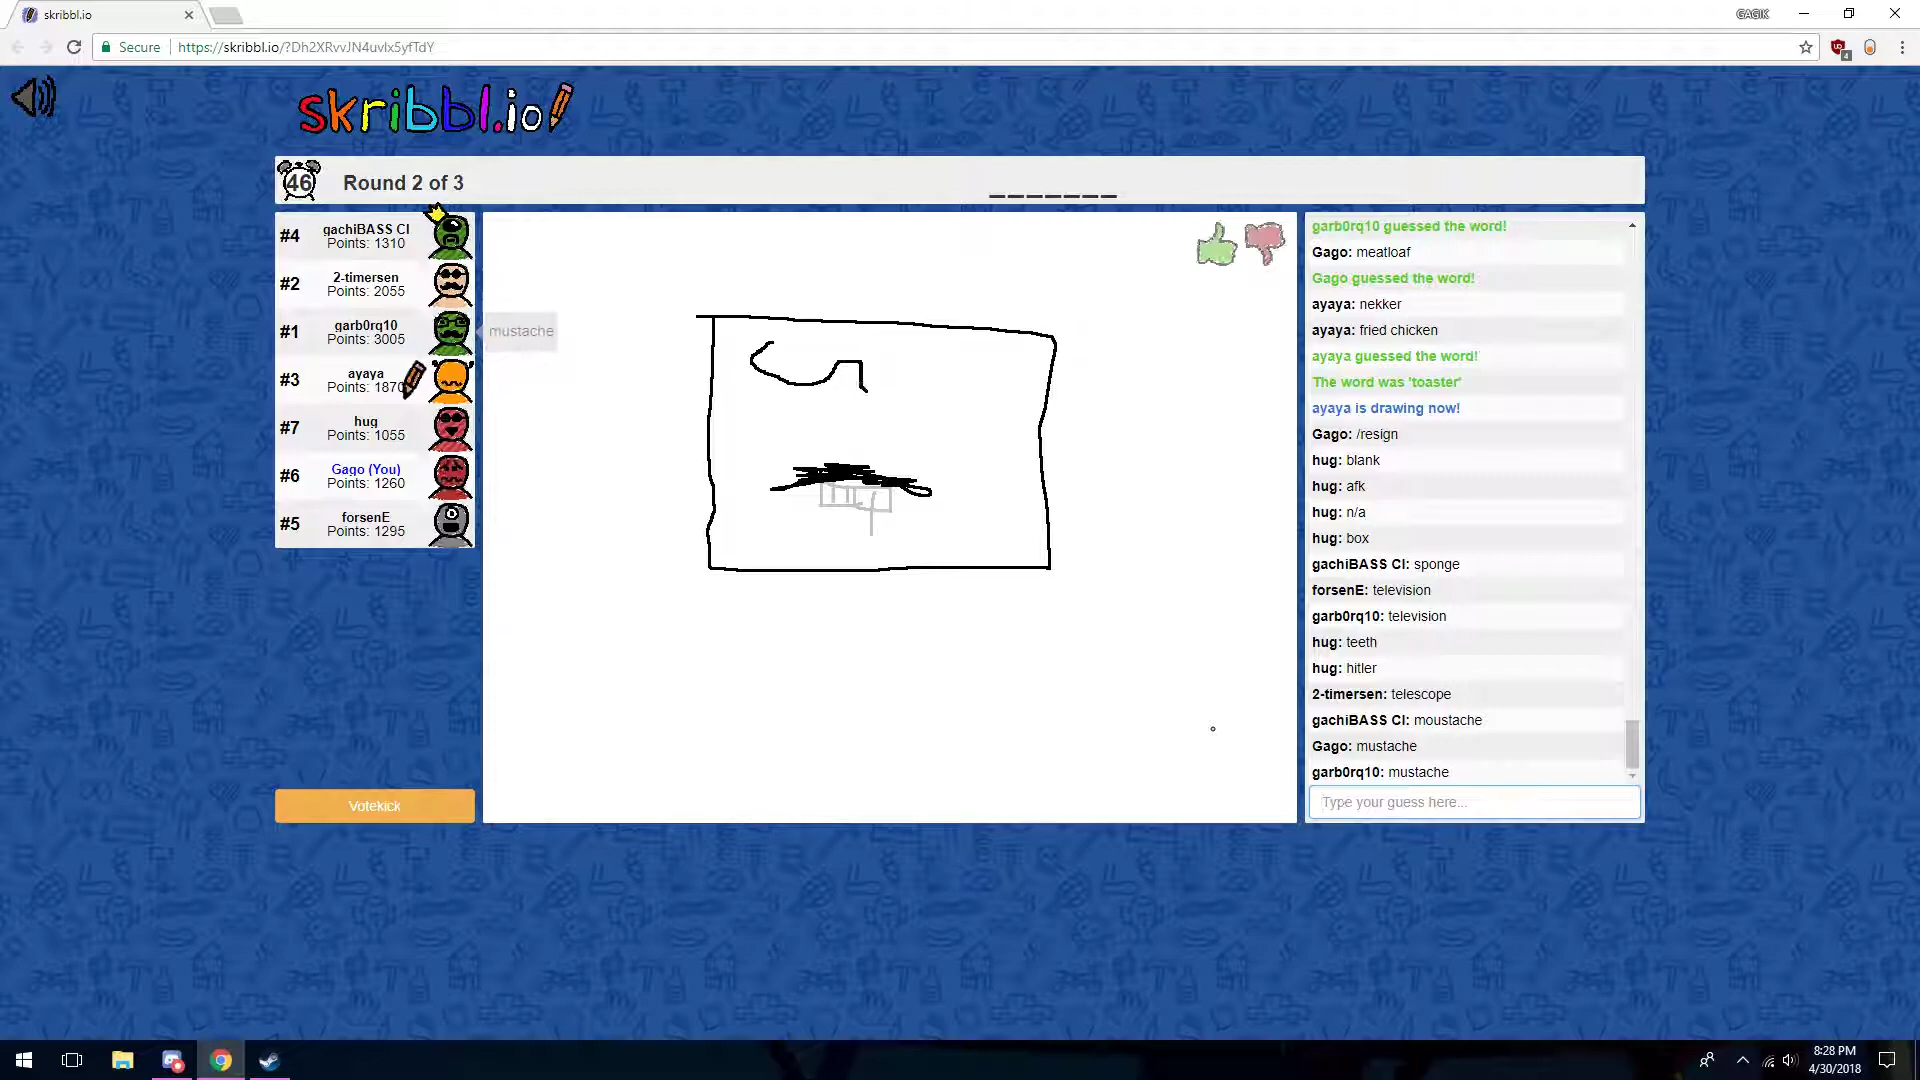 skribbl.io
GAGIK
Secure
https://skribbl.io/?Dh2XRvvJN4uvlx5yfTdY
4
skribbl.io
46
Round 2 of 3
_ _ _ _ _ _ _
#4
gachiBASS Cl
Points: 1310
#2
2-timersen
Points: 2055
#1
garb0rq10
Points: 3005
mustache
#3
ayaya
Points: 1870
#7
hug
Points: 1055
#6
Gago (You)
Points: 1260
#5
forsenE
Points: 1295
Votekick
garb0rq10 guessed the word!
Gago: meatloaf
Gago guessed the word!
ayaya: nekker
ayaya: fried chicken
ayaya guessed the word!
The word was 'toaster'
ayaya is drawing now!
Gago: /resign
hug: blank
hug: afk
hug: n/a
hug: box
gachiBASS Cl: sponge
forsenE: television
garb0rq10: television
hug: teeth
hug: hitler
2-timersen: telescope
gachiBASS Cl: moustache
Gago: mustache
garb0rq10: mustache
Type your guess here...
8:28 PM
4/30/2018